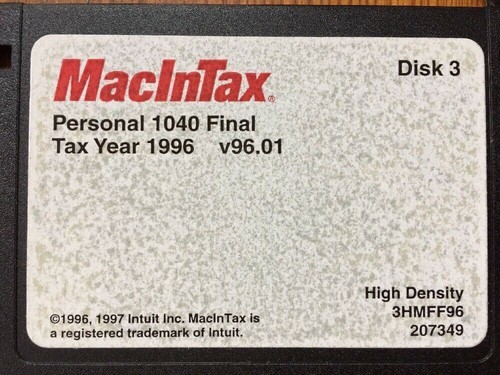 MacInTax® Disk 3
Personal 1040 Final
Tax Year 1996 v96.01
High Density
3HMFF96
©1996, 1997 Intuit Inc. MacInTax is
a registered trademark of Intuit.
207349